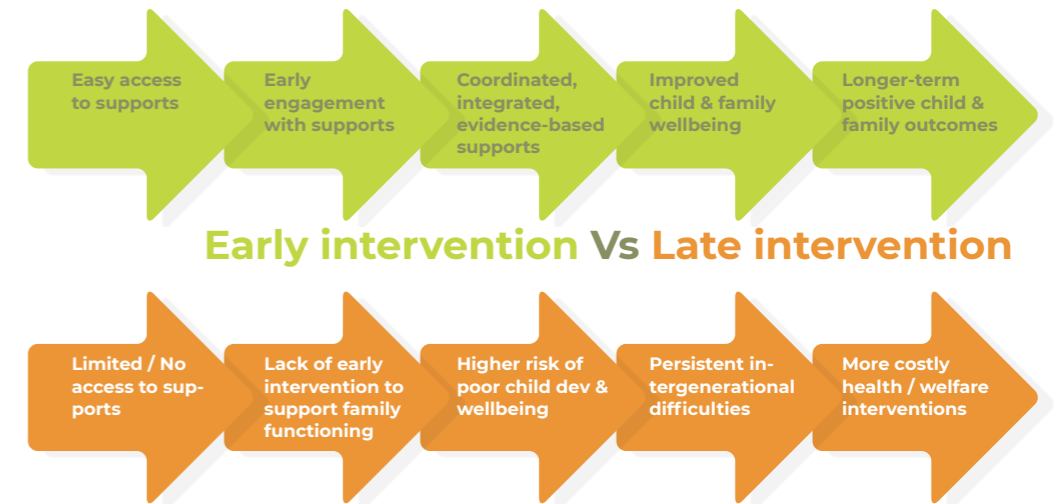 Easy access
to supports
Early
engagement
with supports
Coordinated,
integrated,
evidence-based
supports
Improved
child & family
wellbeing
Longer-term
positive child &
family outcomes
Early intervention Vs Late intervention
Limited / No
access to sup-
ports
Lack of early
intervention to
support family
functioning
Higher risk of
poor child dev &
wellbeing
Persistent in-
tergenerational
difficulties
More costly
health / welfare
interventions